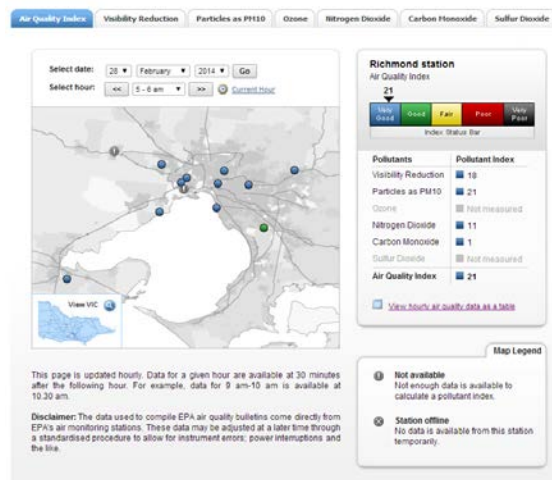 Air Quality Index
Visibility Reduction
Particles as PM10
Ozone
Nitrogen Dioxide
Carbon Monoxide
Sulfur Dioxide
Select date:
28
February
2014
Go
Select hour:
<<
5 - 6 am
>>
Current Hour
View VIC
This page is updated hourly. Data for a given hour are available at 30 minutes
after the following hour. For example, data for 9 am-10 am is available at
10.30 am.
Disclaimer: The data used to compile EPA air quality bulletins come directly from
EPA's air monitoring stations. These data may be adjusted at a later time through
a standardised procedure to allow for instrument errors; power interruptions and
the like.
Richmond station
Air Quality Index
21
Very Good
Good
Fair
Poor
Very Poor
Index Status Bar
Pollutants Pollutant Index
Visibility Reduction 18
Particles as PM10 21
Ozone Not measured
Nitrogen Dioxide 11
Carbon Monoxide 1
Sulfur Dioxide Not measured
Air Quality Index 21
View hourly air quality data as a table
Map Legend
Not available
Not enough data is available to
calculate a pollutant index.
Station offline
No data is available from this station
temporarily.